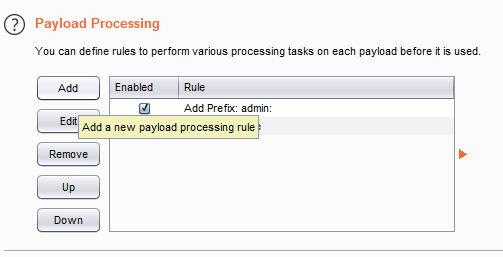 ? Payload Processing
You can define rules to perform various processing tasks on each payload before it is used.
Add
Enabled Rule
Add Prefix: admin:
Edit
Add a new payload processing rule
Remove
Up
Down